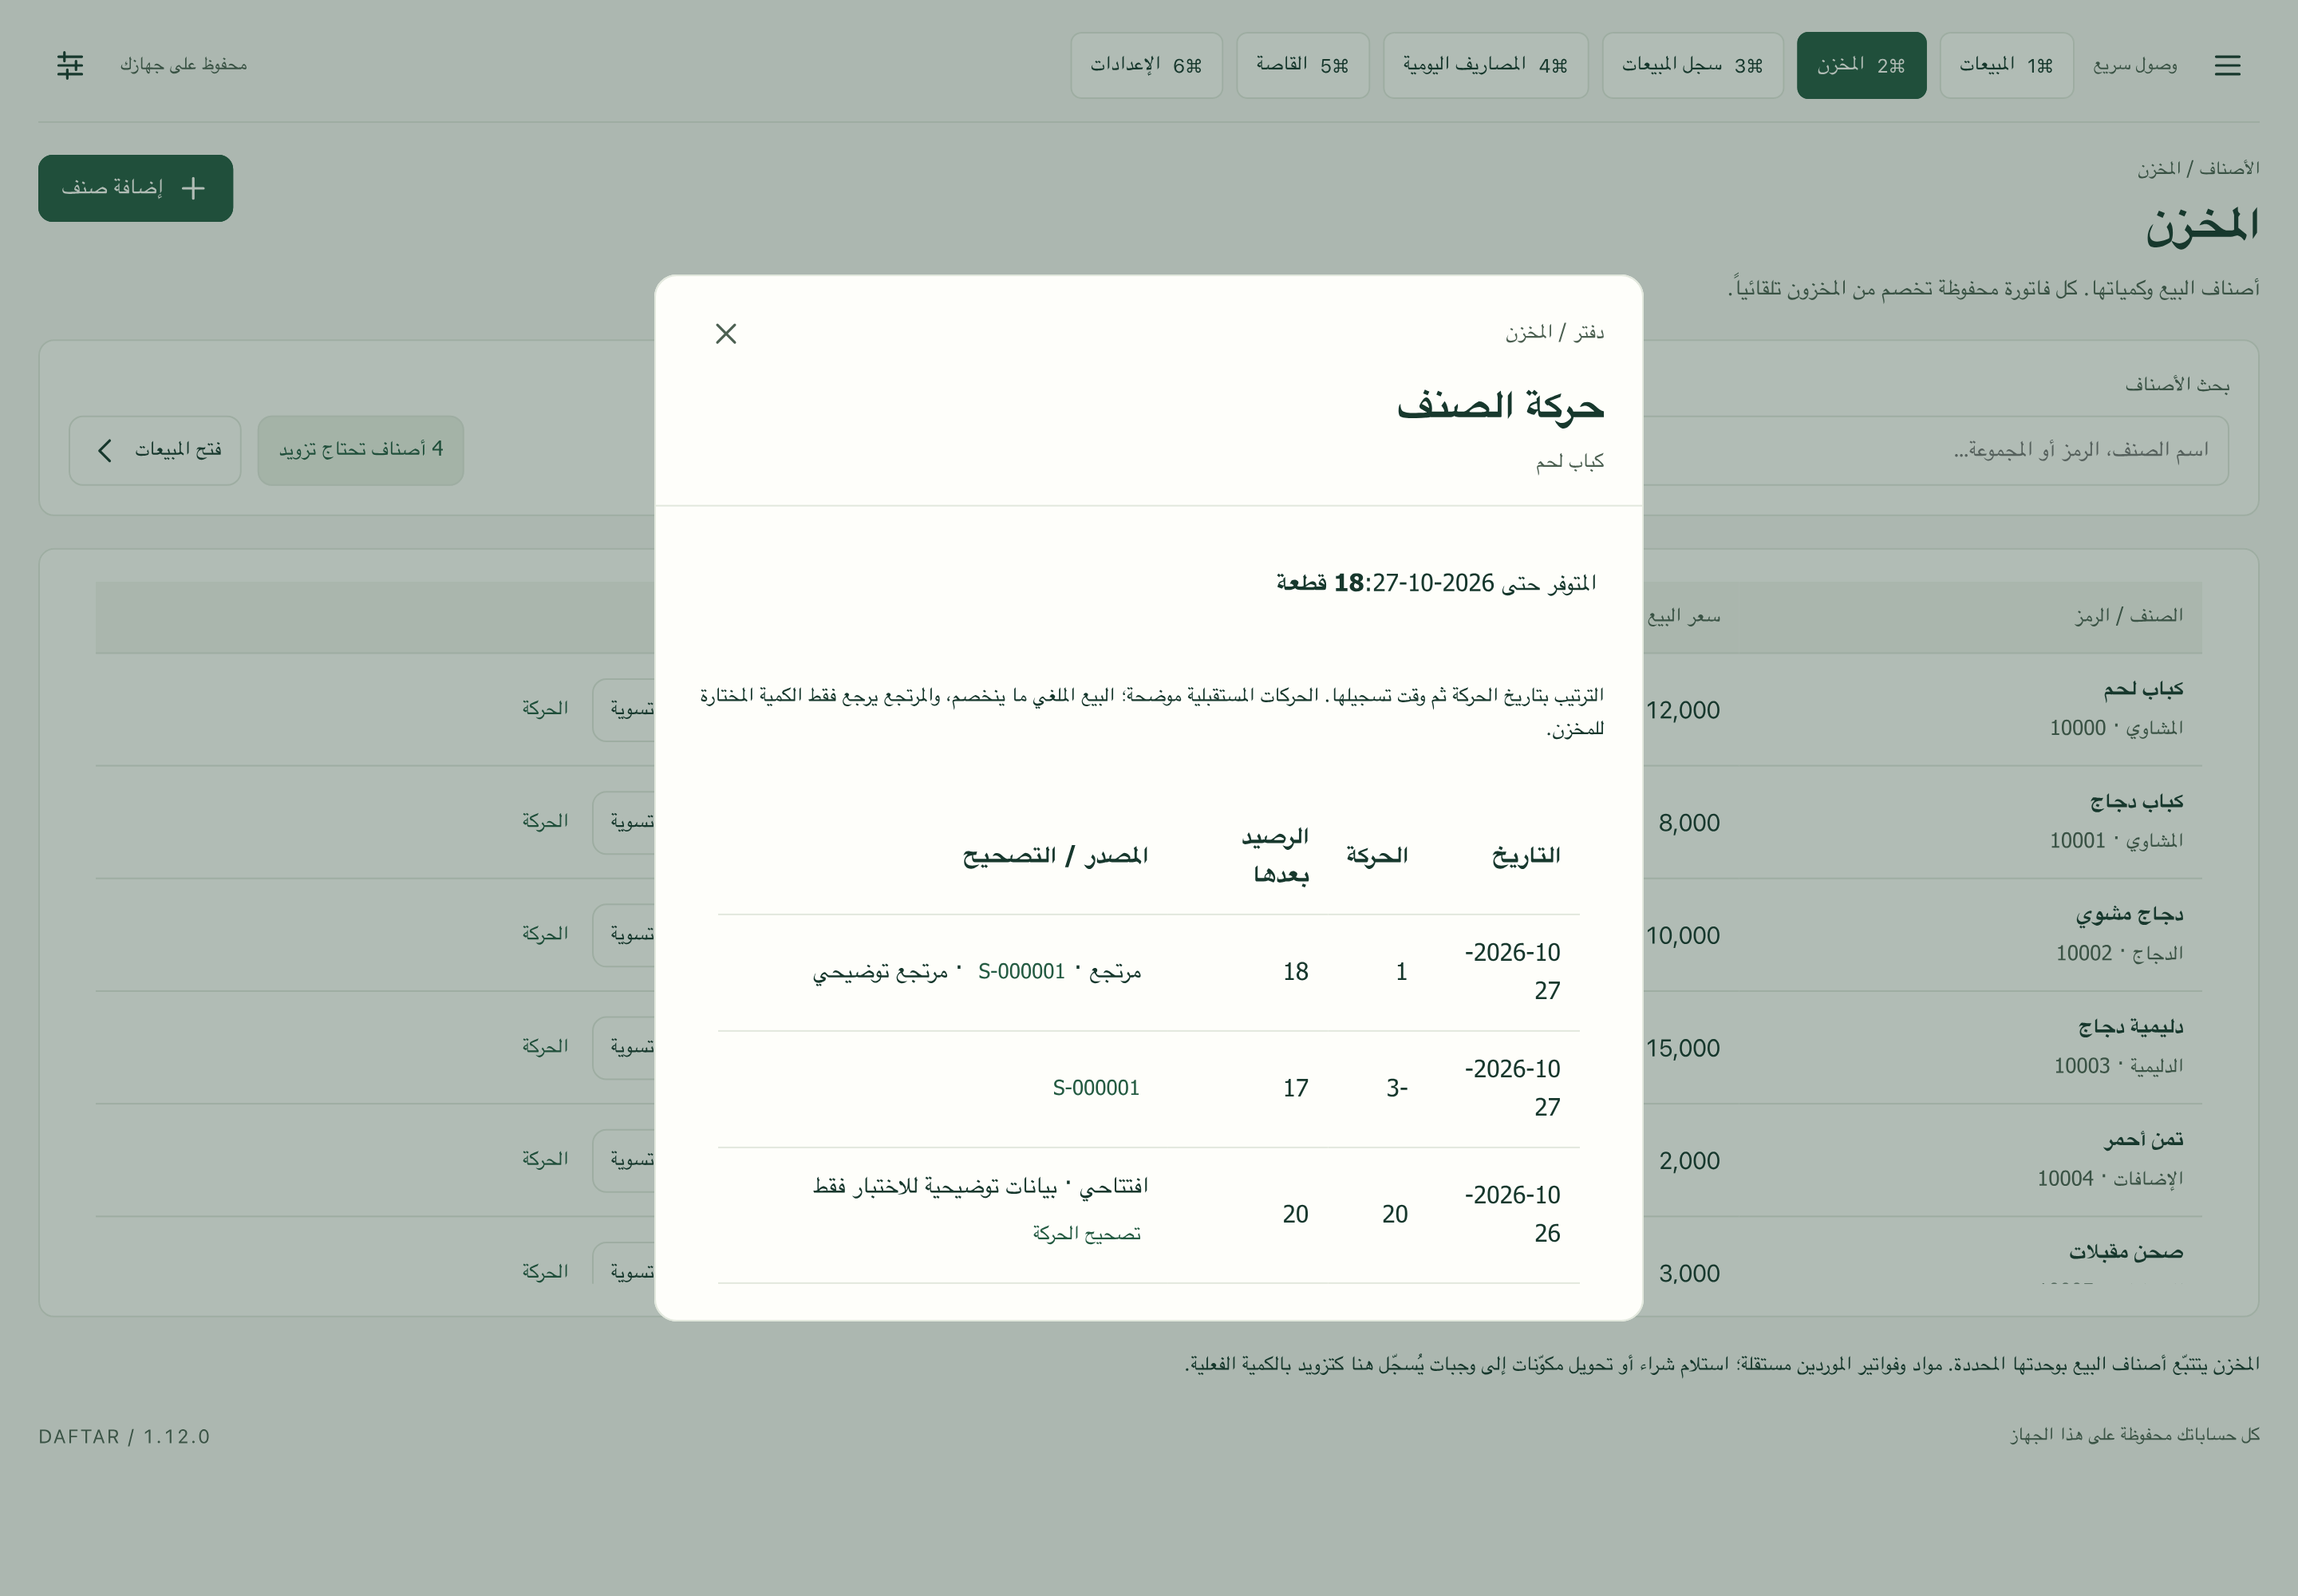 وصول سريع
⌘1 المبيعات
⌘2 المخزن
⌘3 سجل المبيعات
⌘4 المصاريف اليومية
⌘5 القاصة
⌘6 الإعدادات
محفوظ على جهازك
الأصناف / المخزن
المخزن
أصناف البيع وكمياتها. كل فاتورة محفوظة تخصم من المخزون تلقائياً.
إضافة صنف
بحث الأصناف
اسم الصنف، الرمز أو المجموعة...
4 أصناف تحتاج تزويد
فتح المبيعات
الصنف / الرمز
سعر البيع
كباب لحم
المشاوي · 10000
12,000
تسوية
الحركة
كباب دجاج
المشاوي · 10001
8,000
تسوية
الحركة
دجاج مشوي
الدجاج · 10002
10,000
تسوية
الحركة
دليمية دجاج
الدليمية · 10003
15,000
تسوية
الحركة
تمن أحمر
الإضافات · 10004
2,000
تسوية
الحركة
صحن مقبلات
3,000
تسوية
الحركة
دفتر / المخزن
حركة الصنف
كباب لحم
المتوفر حتى 2026-10-27: 18 قطعة
الترتيب بتاريخ الحركة ثم وقت تسجيلها. الحركات المستقبلية موضحة؛ البيع الملغي ما ينخصم، والمرتجع يرجع فقط الكمية المختارة
للمخزن.
التاريخ
الحركة
الرصيد
بعدها
المصدر / التصحيح
2026-10-
27
1
18
مرتجع · S-000001 · مرتجع توضيحي
2026-10-
27
-3
17
S-000001
2026-10-
26
20
20
افتتاحي · بيانات توضيحية للاختبار فقط
تصحيح الحركة
المخزن يتتبّع أصناف البيع بوحدتها المحددة. مواد وفواتير الموردين مستقلة؛ استلام شراء أو تحويل مكوّنات إلى وجبات يُسجّل هنا كتزويد بالكمية الفعلية.
كل حساباتك محفوظة على هذا الجهاز
DAFTAR / 1.12.0